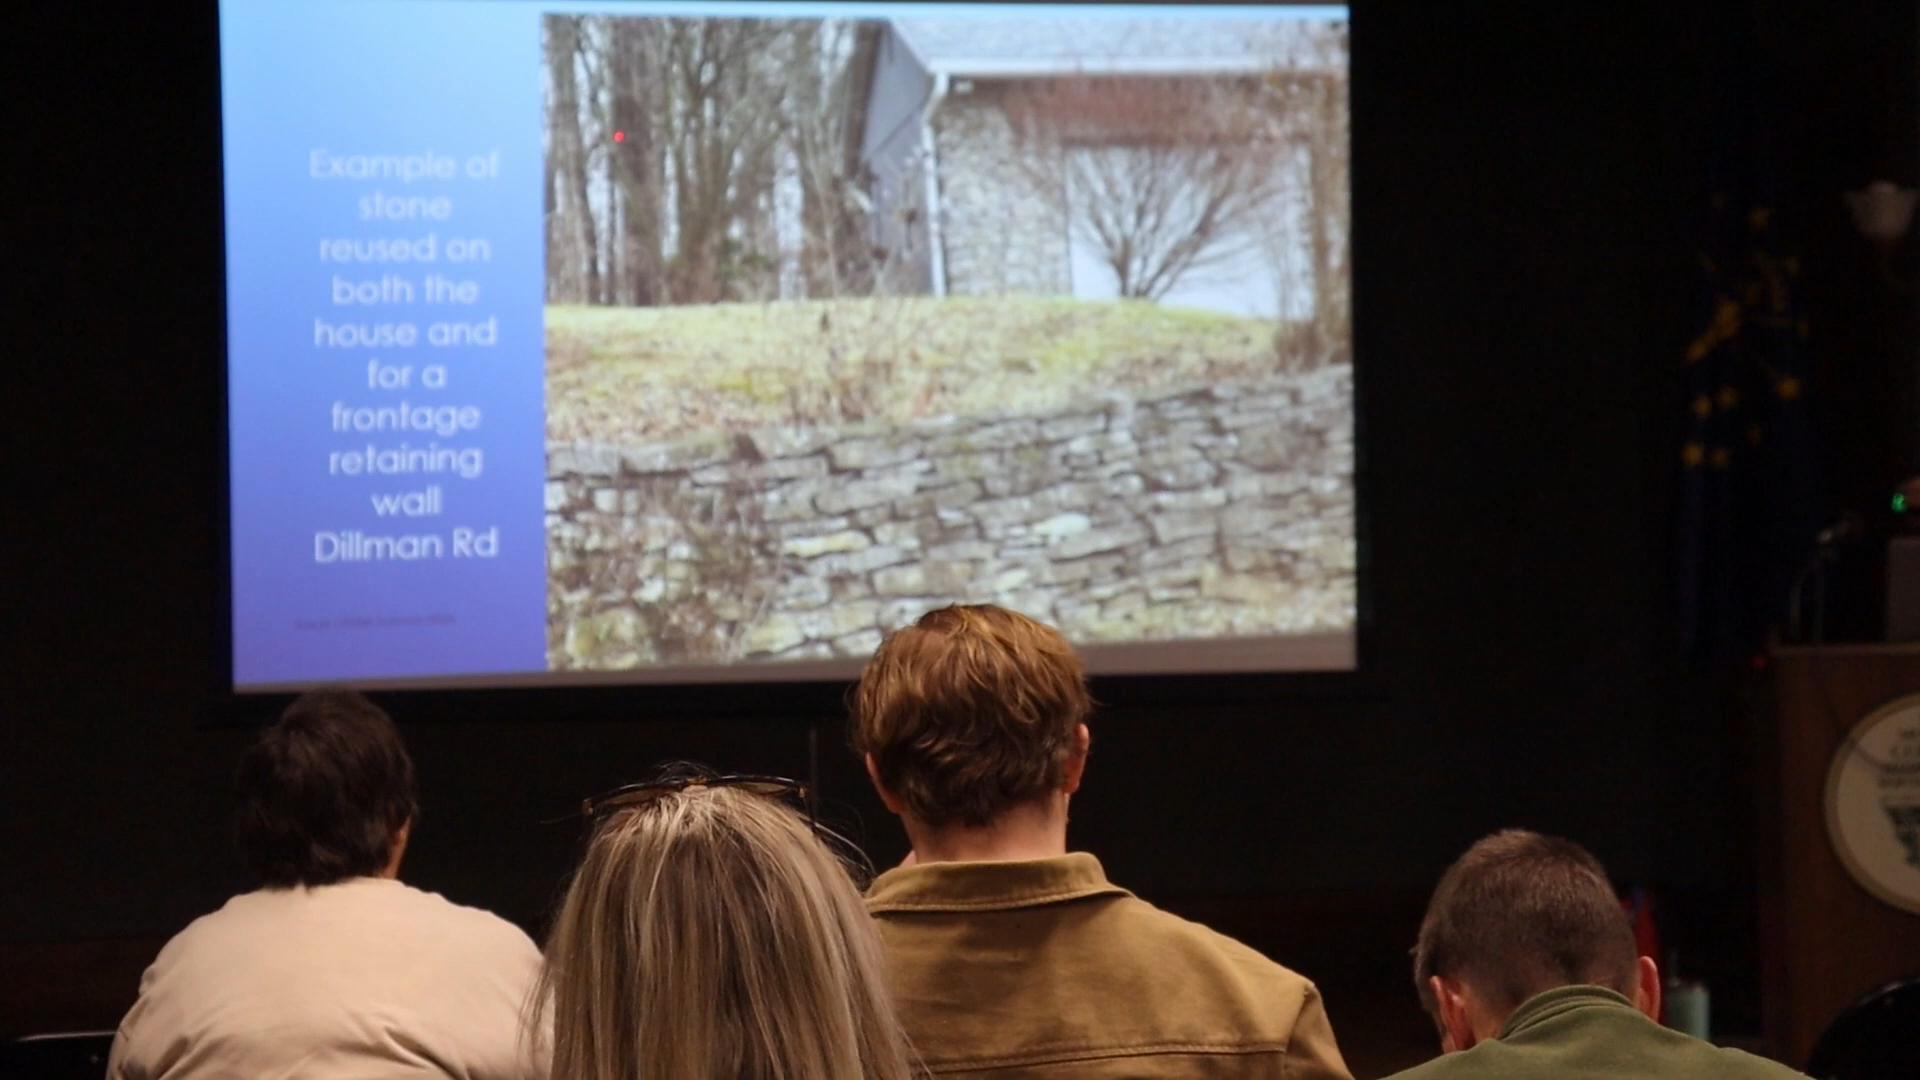 Example of
stone
reused on
both the
house and
for a
frontage
retaining
wall
Dillman Rd